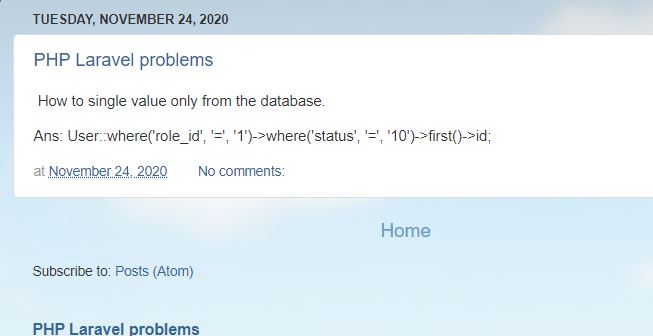 TUESDAY, NOVEMBER 24, 2020
PHP Laravel problems
How to single value only from the database.
Ans: User::where('role_id', '=', '1')->where('status', '=', '10')->first()->id;
at November 24, 2020 No comments:
Home
Subscribe to: Posts (Atom)
PHP Laravel problems